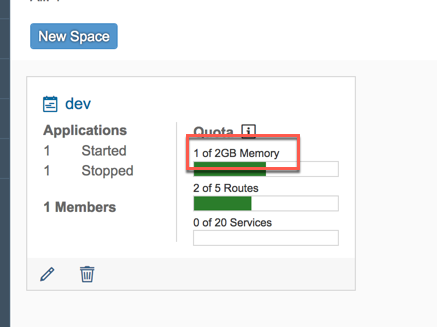 New Space
dev
Applications
1 Started
1 Stopped
1 Members
Quota i
1 of 2GB Memory
2 of 5 Routes
0 of 20 Services